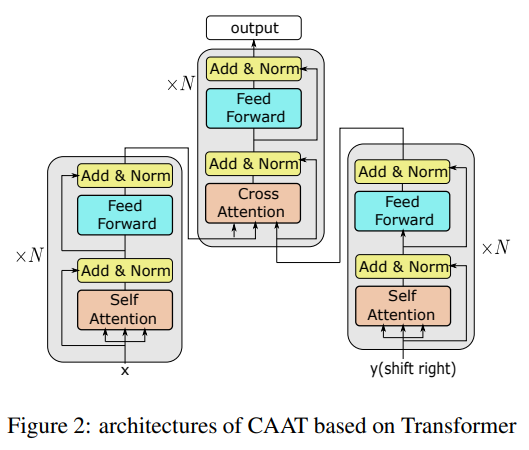 output
Add & Norm
×N
Feed
Forward
Add & Norm
Cross
Attention
Add & Norm
Feed
Forward
×N
Add & Norm
Self
Attention
x
Add & Norm
Feed
Forward
×N
Add & Norm
Self
Attention
y(shift right)
Figure 2: architectures of CAAT based on Transformer